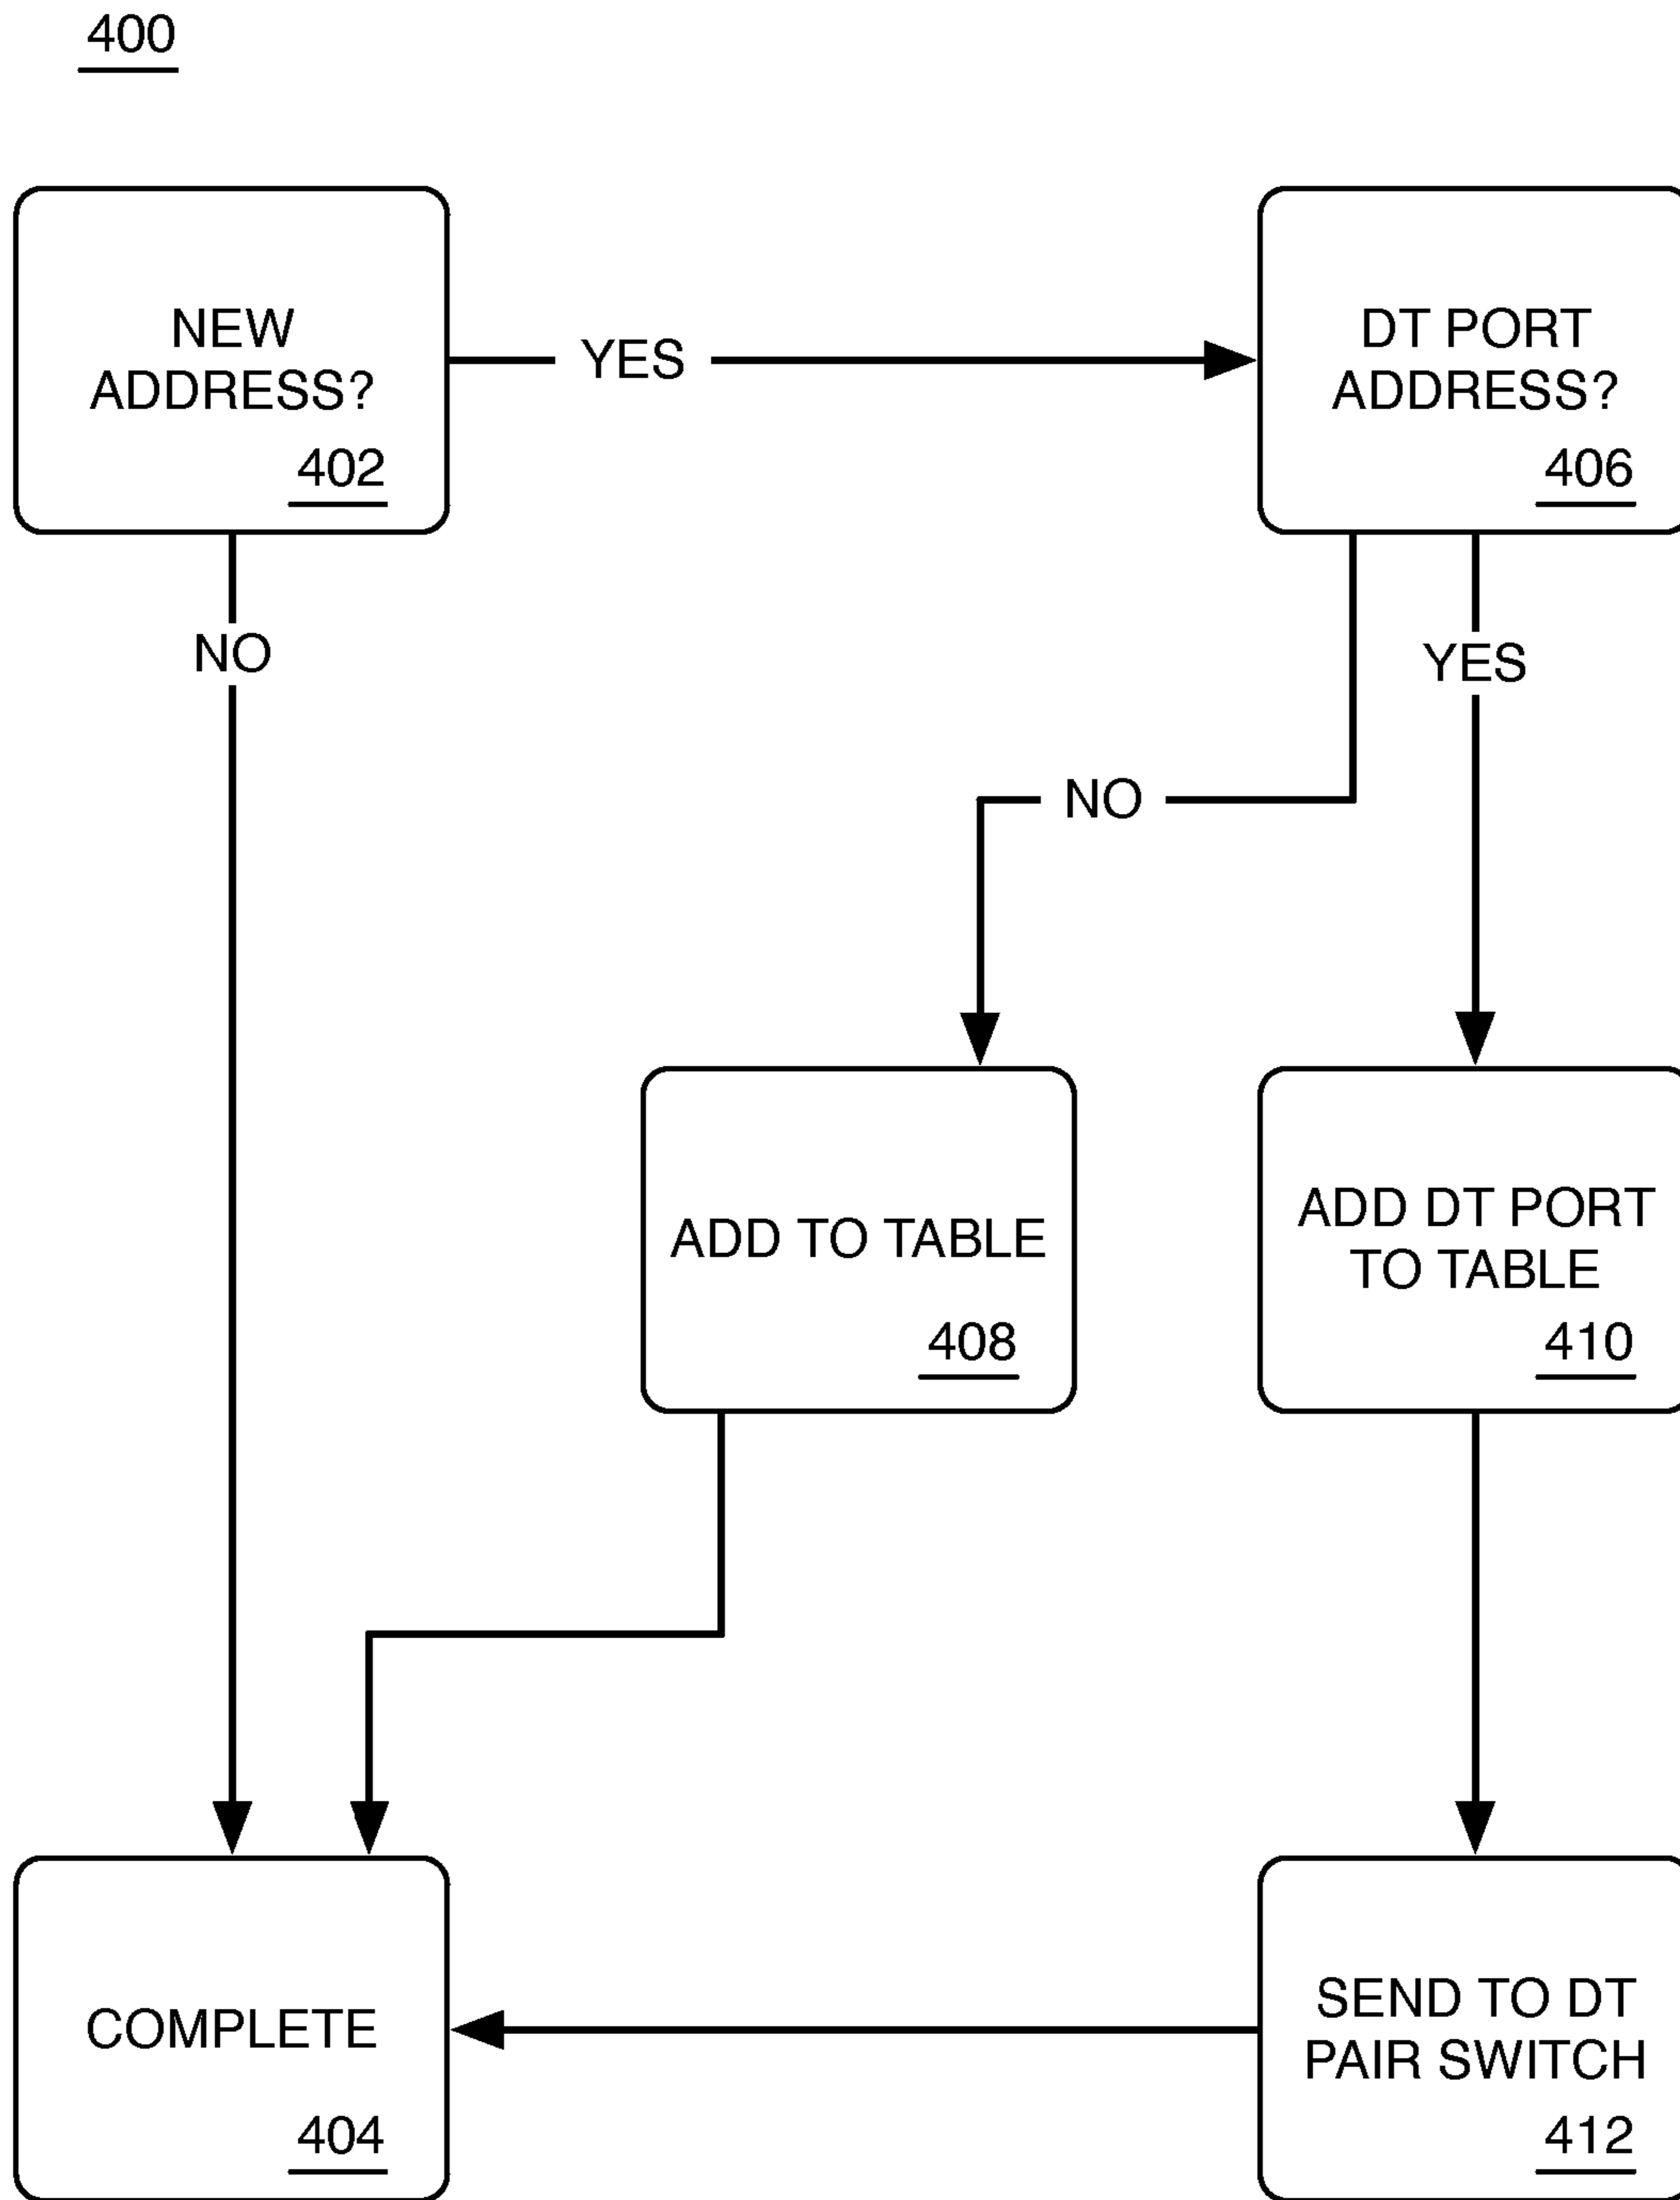 400
NEW
ADDRESS?
402
YES
DT PORT
ADDRESS?
406
NO
YES
NO
ADD TO TABLE
408
ADD DT PORT
TO TABLE
410
COMPLETE
404
SEND TO DT
PAIR SWITCH
412